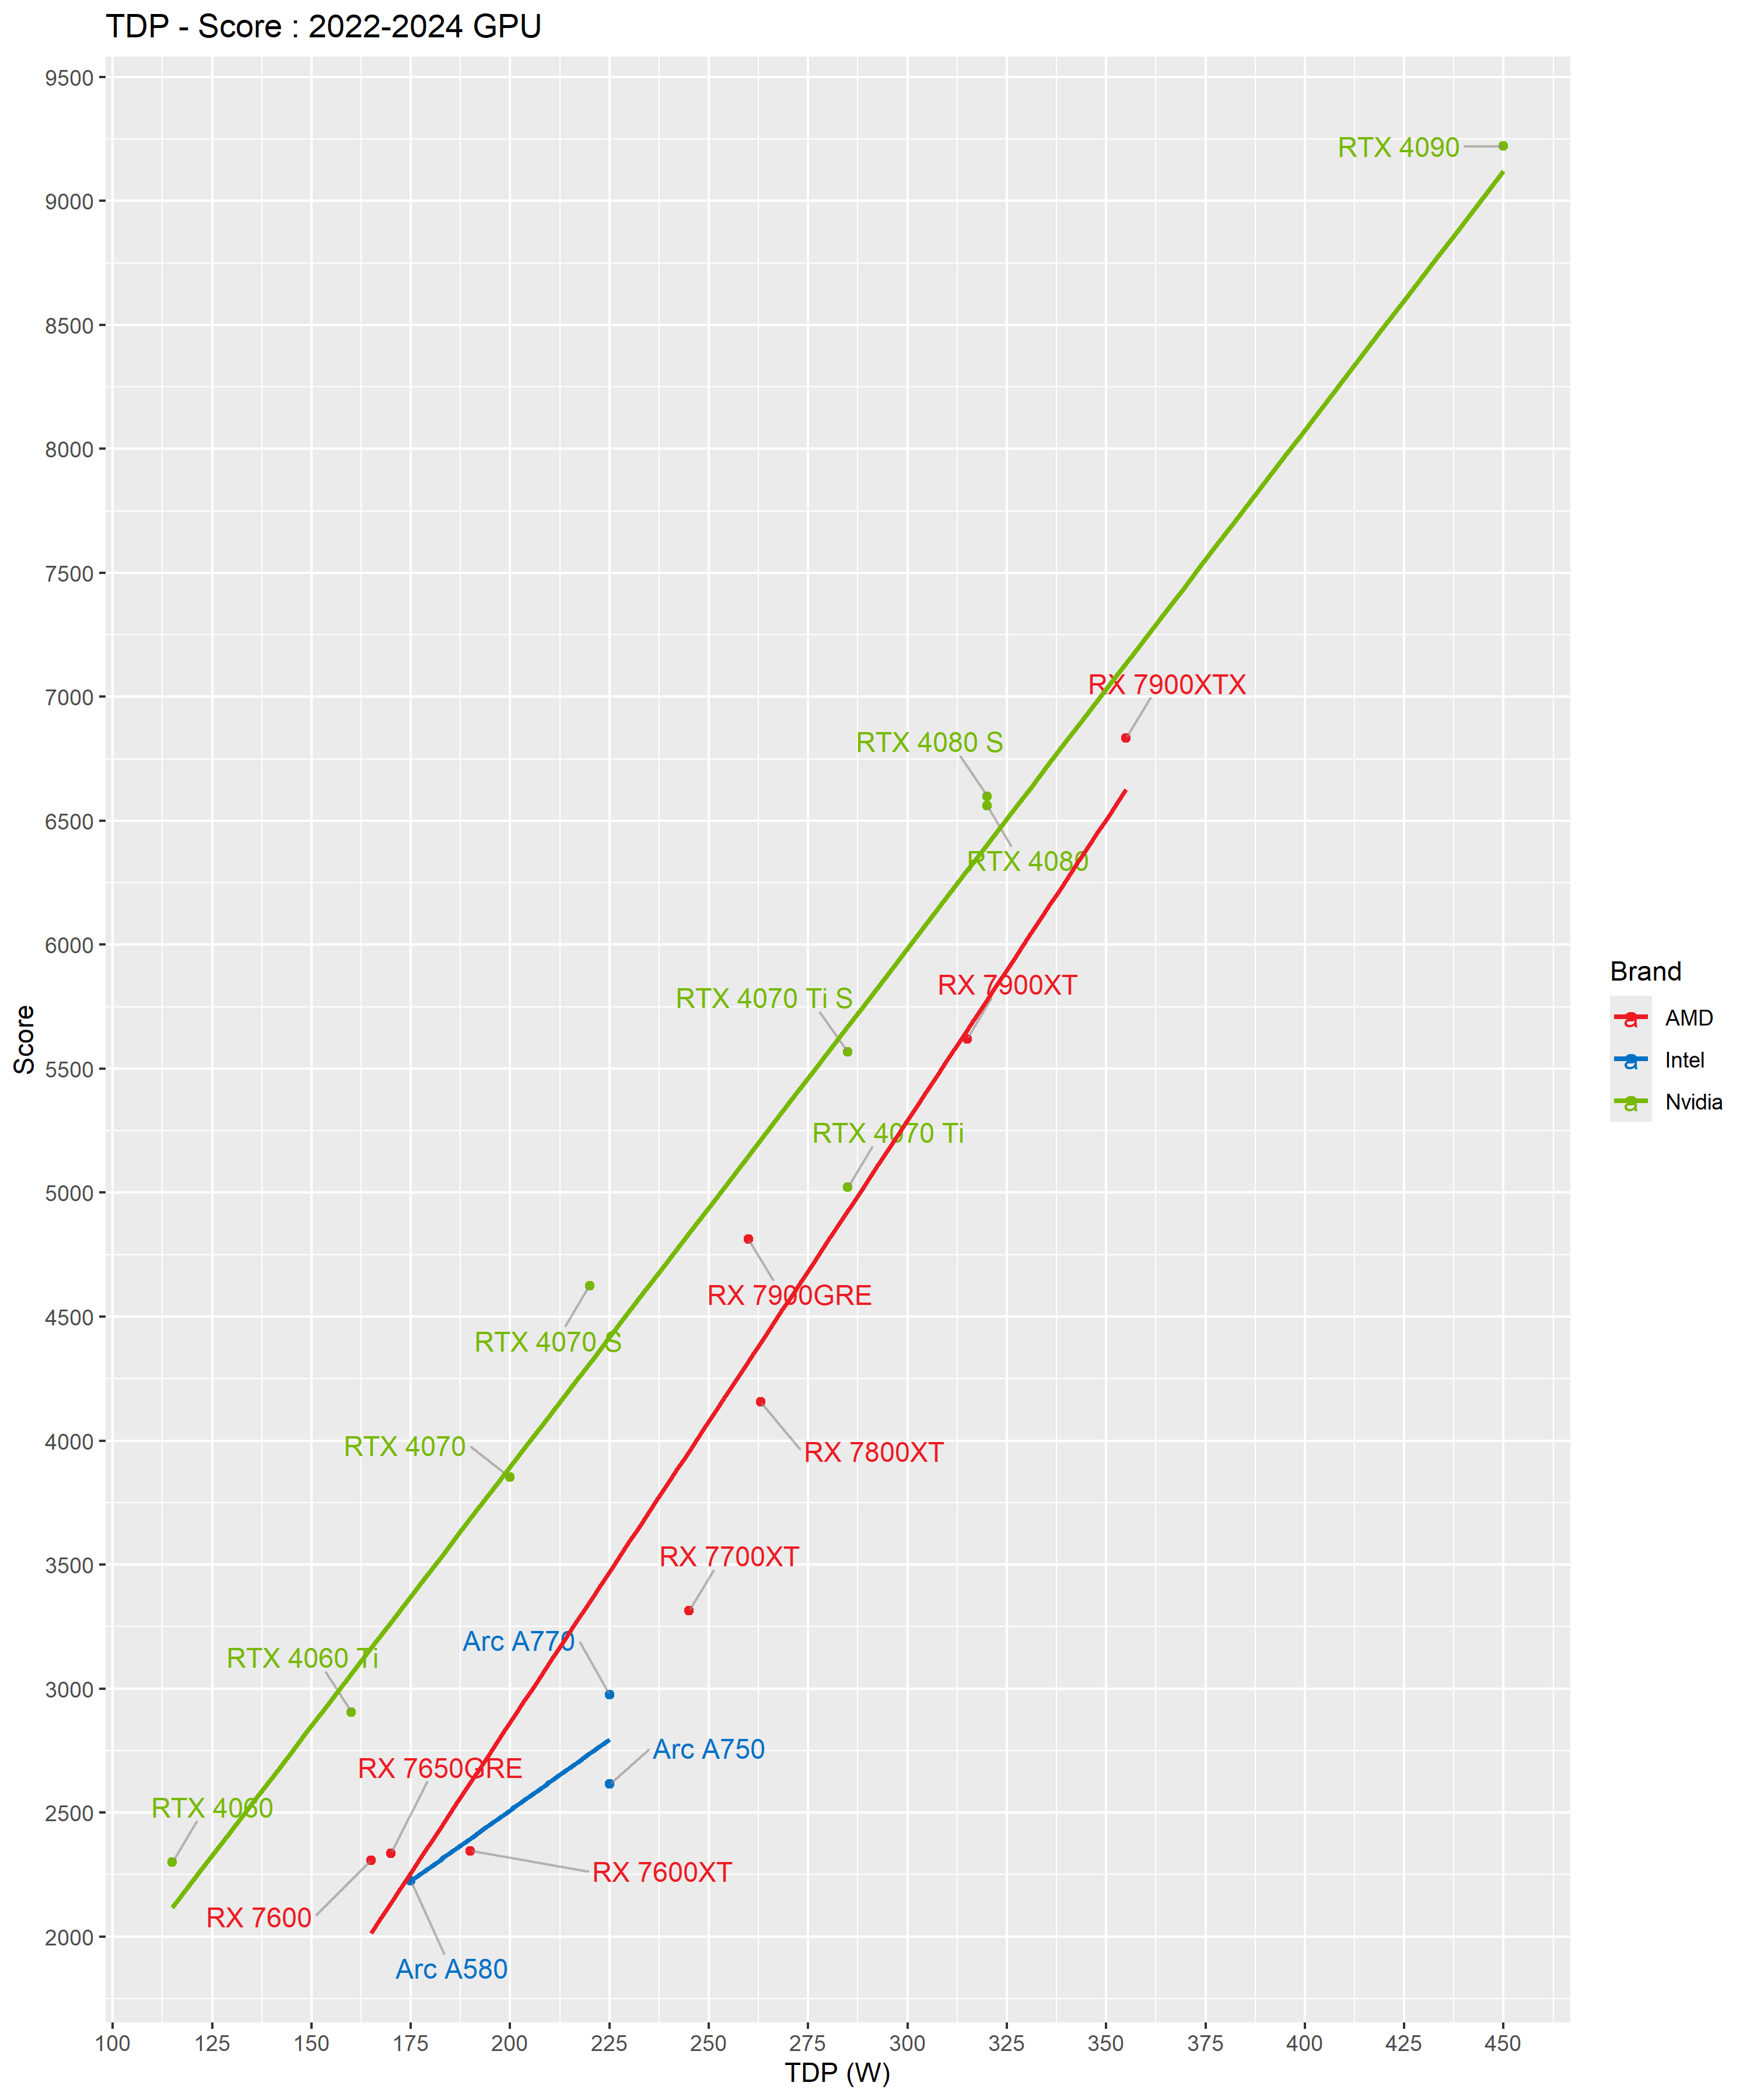 TDP - Score : 2022-2024 GPU
9500
9000
8500
8000
7500
7000
6500
6000
5500
5000
4500
4000
3500
3000
2500
2000
Score
RTX 4090
RX 7900XTX
RTX 4080 S
RTX 4080
RX 7900XT
RTX 4070 Ti S
RTX 4070 Ti
RX 7900GRE
RTX 4070 S
RTX 4070
RX 7800XT
RX 7700XT
Arc A770
RTX 4060 Ti
Arc A750
RX 7650GRE
RTX 4060
RX 7600XT
RX 7600
Arc A580
100 125 150 175 200 225 250 275 300 325 350 375 400 425 450
TDP (W)
Brand
a AMD
a Intel
a Nvidia